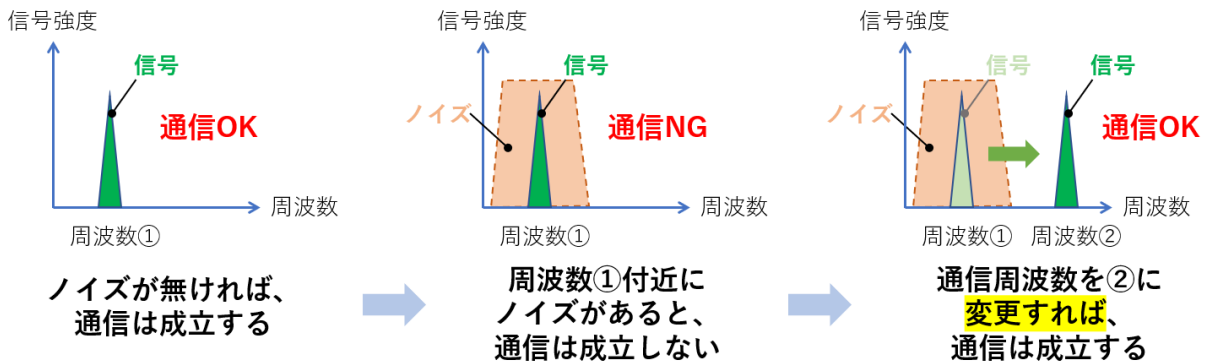 信号強度
信号
通信OK
周波数
周波数①
ノイズが無ければ、
通信は成立する
信号強度
信号
ノイズ
通信NG
周波数
周波数①
周波数①付近に
ノイズがあると、
通信は成立しない
信号強度
信号
信号
ノイズ
通信OK
周波数
周波数①
周波数②
通信周波数を②に
変更すれば、
通信は成立する